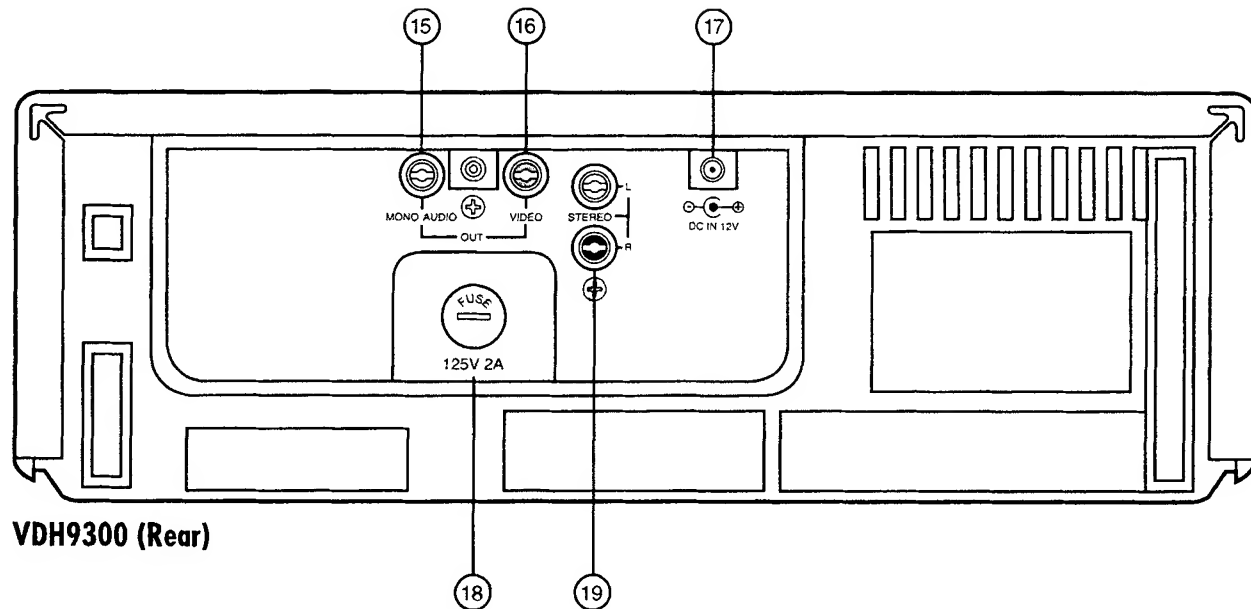 15 16 17
MONO AUDIO VIDEO STEREO L
OUT R
⊖ ⊕
DC IN 12V
FUSE
125V 2A
VDH9300 (Rear)
18 19